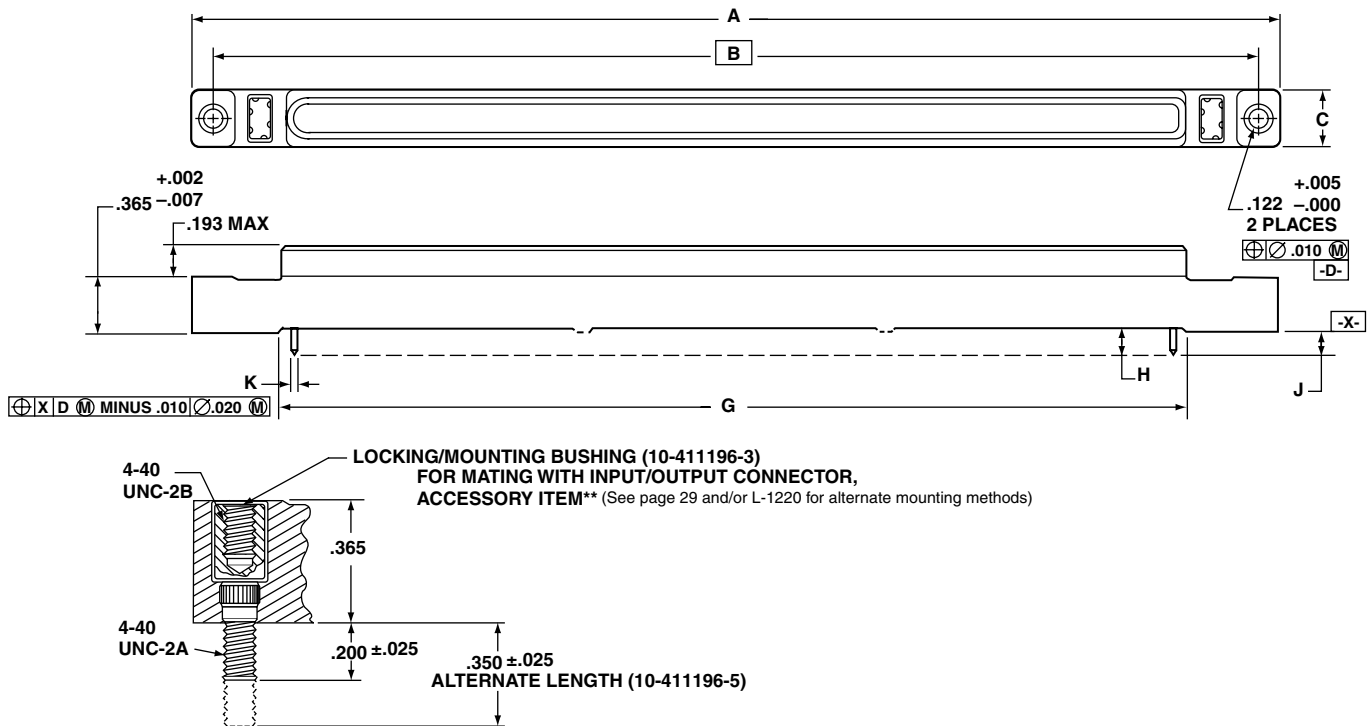 A
B
C
+.002
.365 –.007
.193 MAX
+.005
.122 –.000
2 PLACES
⌖ ∅ .010 Ⓜ
-D-
-X-
K
H
J
⌖ X D Ⓜ MINUS .010 ∅.020 Ⓜ
G
LOCKING/MOUNTING BUSHING (10-411196-3)
FOR MATING WITH INPUT/OUTPUT CONNECTOR,
ACCESSORY ITEM** (See page 29 and/or L-1220 for alternate mounting methods)
4-40
UNC-2B
.365
4-40
UNC-2A
.200 ±.025
.350 ±.025
ALTERNATE LENGTH (10-411196-5)